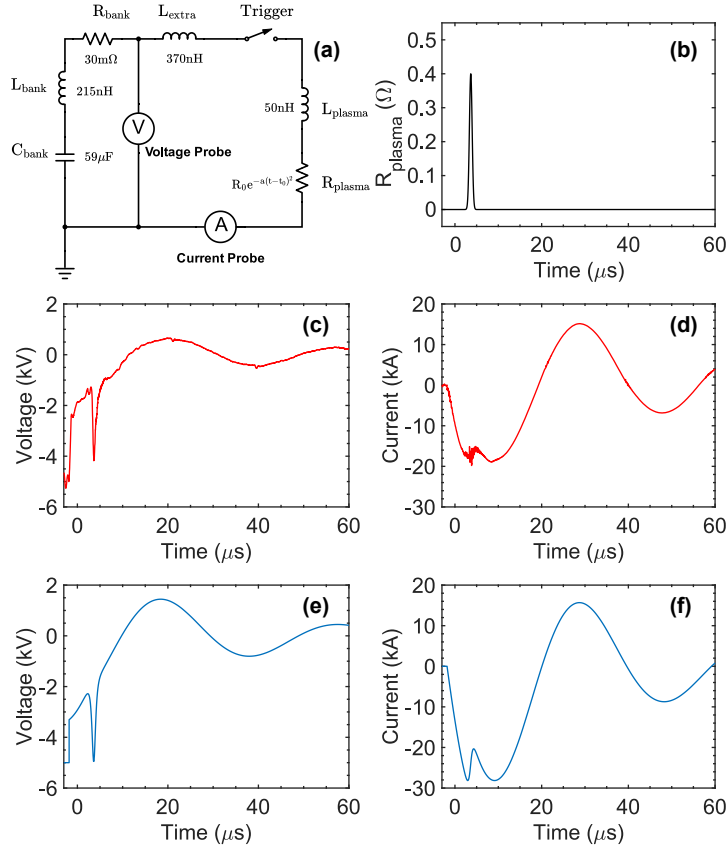 R_bank L_extra Trigger (a)
30mΩ 370nH
L_bank 215nH
50nH L_plasma
V
Voltage Probe
C_bank 59μF
R₀e^{-a(t-t₀)²} R_plasma
A
Current Probe
(b)
R_plasma (Ω)
0.5
0.4
0.3
0.2
0.1
0
0 20 40 60
Time (μs)
(c)
Voltage (kV)
2
0
-2
-4
-6
0 20 40 60
Time (μs)
(d)
Current (kA)
20
10
0
-10
-20
-30
0 20 40 60
Time (μs)
(e)
Voltage (kV)
2
0
-2
-4
-6
0 20 40 60
Time (μs)
(f)
Current (kA)
20
10
0
-10
-20
-30
0 20 40 60
Time (μs)